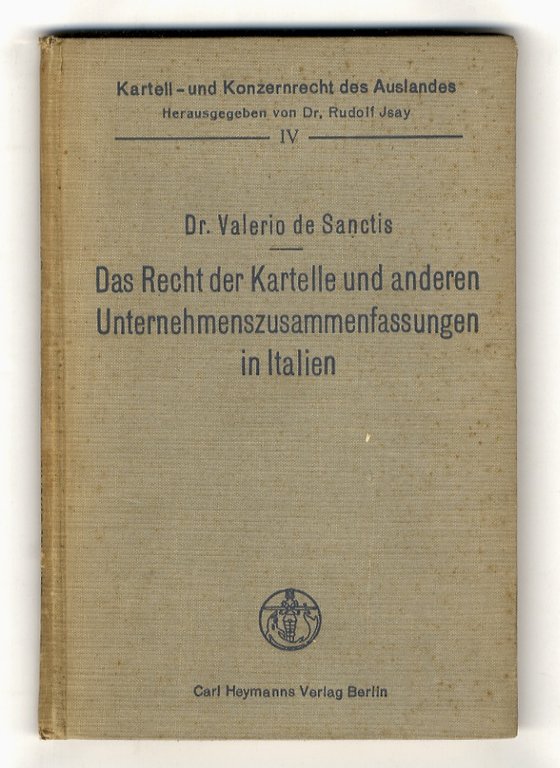 Kartell-und Konzernrecht des Auslandes
Herausgegeben von Dr. Rudolf Jsay
IV
Dr. Valerio de Sanctis
Das Recht der Kartelle und anderen
Unternehmenszusammenfassungen
in Italien
Carl Heymanns Verlag Berlin